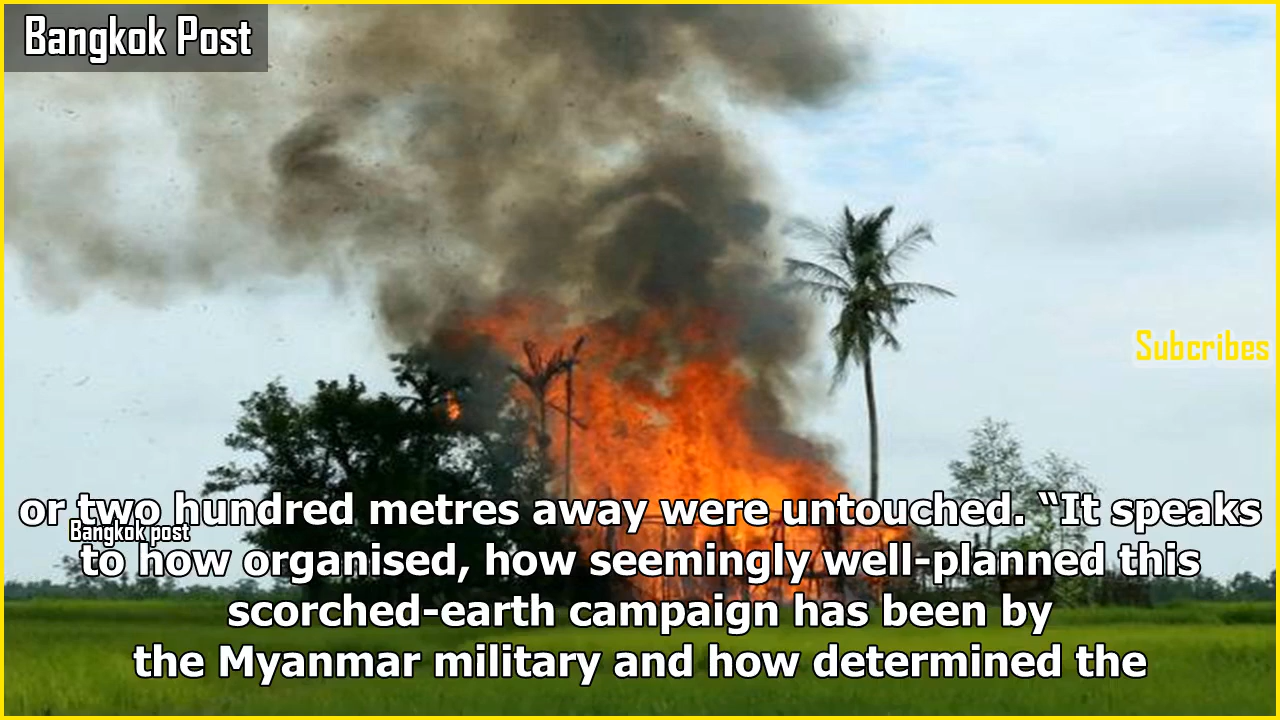 Bangkok Post
Subcribes
or two hundred metres away were untouched. “It speaks
Bangkok post
to how organised, how seemingly well-planned this
scorched-earth campaign has been by
the Myanmar military and how determined the